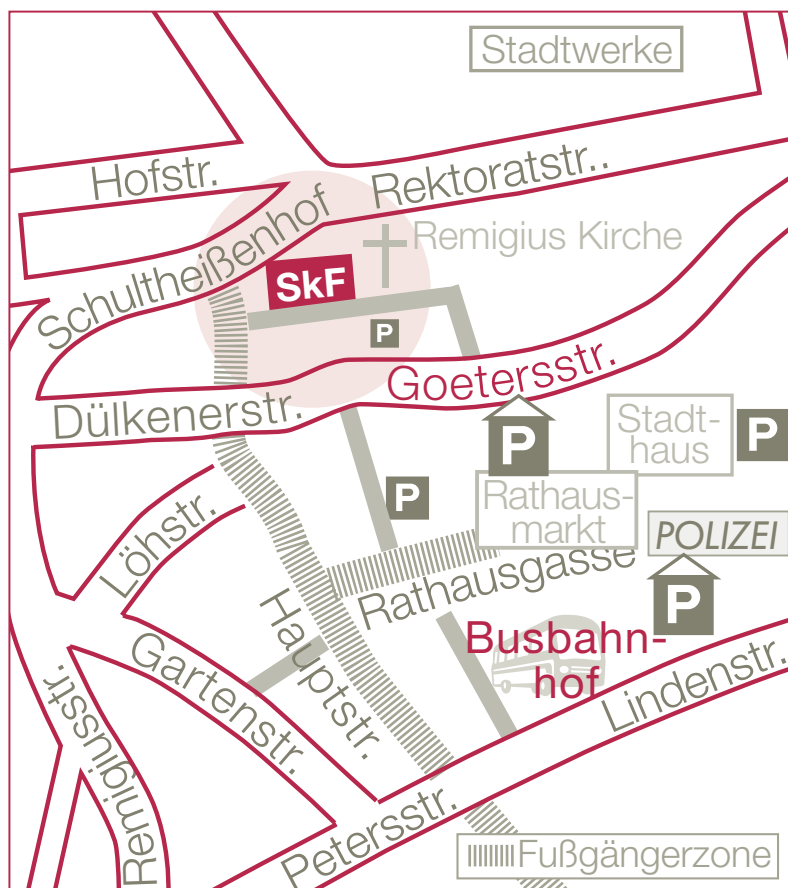 Stadtwerke
Hofstr.
Rektoratstr..
Schultheißenhof
Remigius Kirche
SkF
P
Goetersstr.
Dülkenerstr.
Stadt-
haus
P
P
P
Rathaus-
markt
POLIZEI
Löhstr.
Rathausgasse
P
Hauptstr.
Busbahn-
hof
Gartenstr.
Lindenstr.
Remigiusstr.
Petersstr.
Fußgängerzone